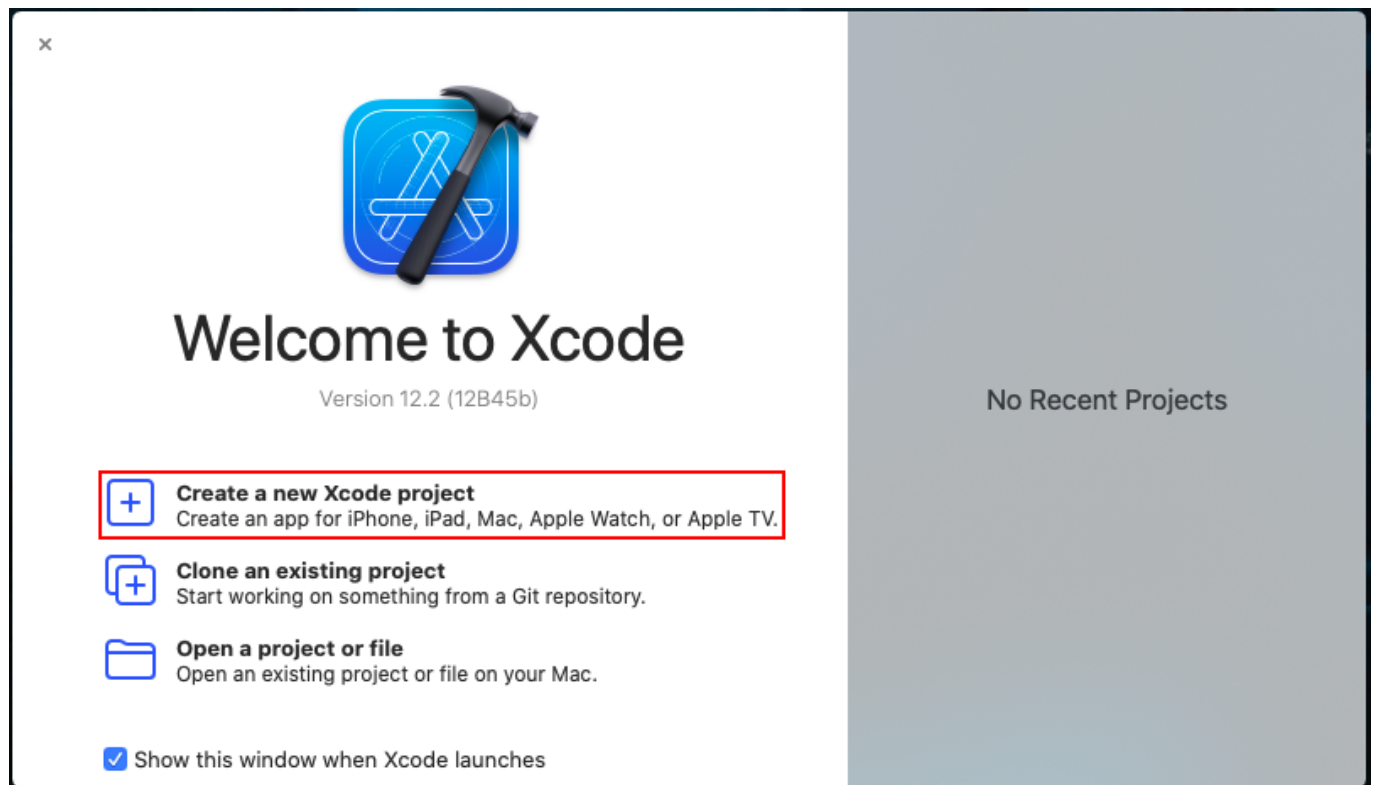 Welcome to Xcode
Version 12.2 (12B45b)
Create a new Xcode project
Create an app for iPhone, iPad, Mac, Apple Watch, or Apple TV.
Clone an existing project
Start working on something from a Git repository.
Open a project or file
Open an existing project or file on your Mac.
Show this window when Xcode launches
No Recent Projects